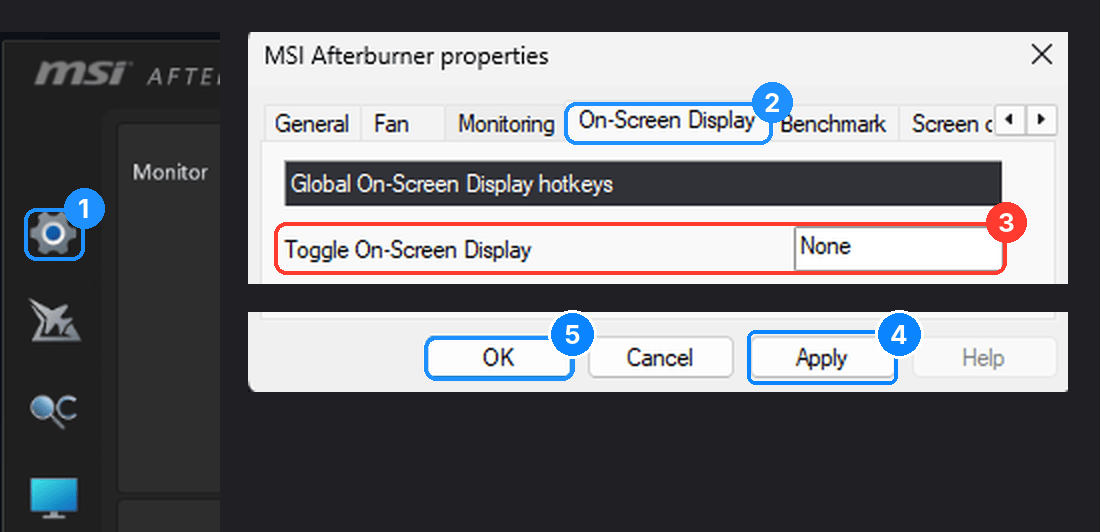 msi AFTE
Monitor
1
MSI Afterburner properties
General Fan Monitoring On-Screen Display Benchmark Screen c
2
Global On-Screen Display hotkeys
3
Toggle On-Screen Display None
5
4
OK Cancel Apply Help